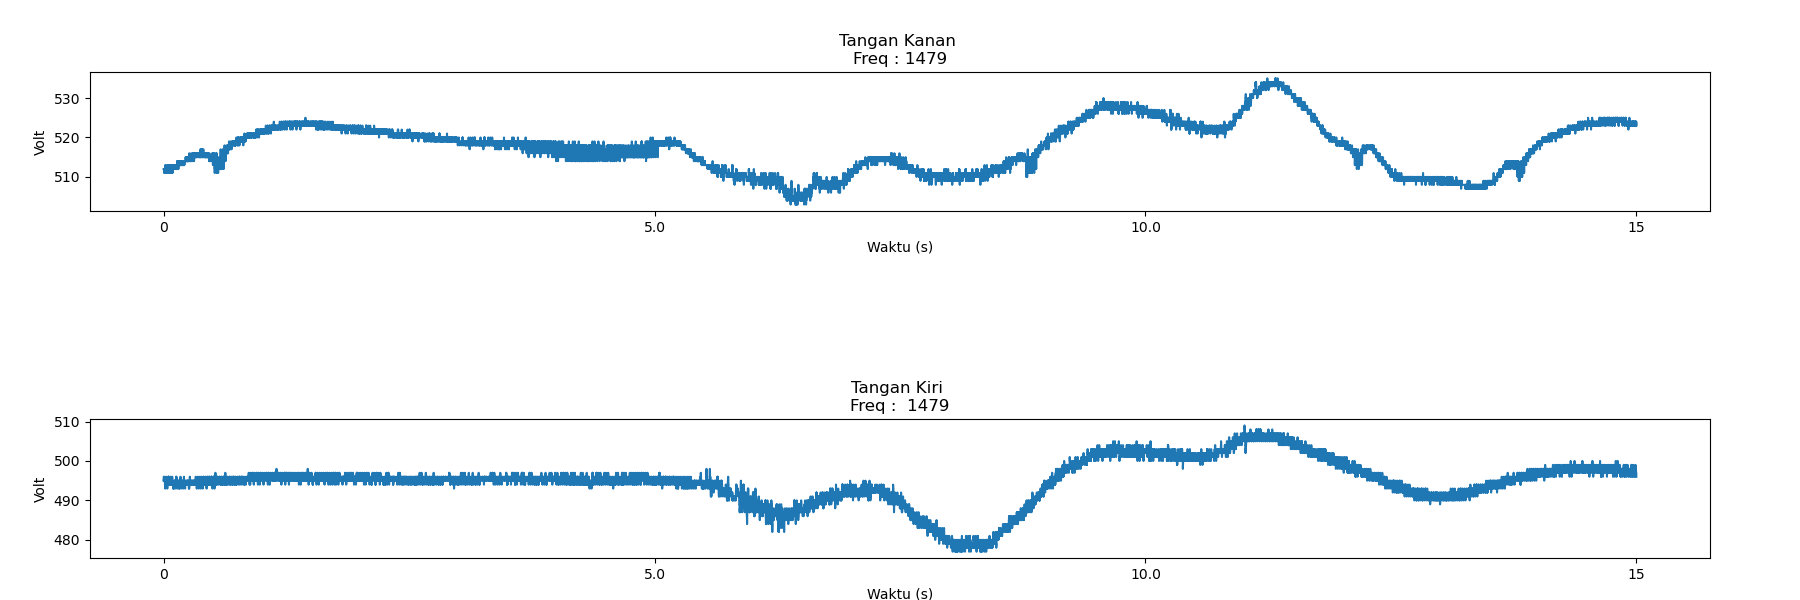 Tangan Kanan
Freq : 1479
Volt
530
520
510
0
5.0
10.0
15
Waktu (s)
Tangan Kiri
Freq :  1479
Volt
510
500
490
480
0
5.0
10.0
15
Waktu (s)